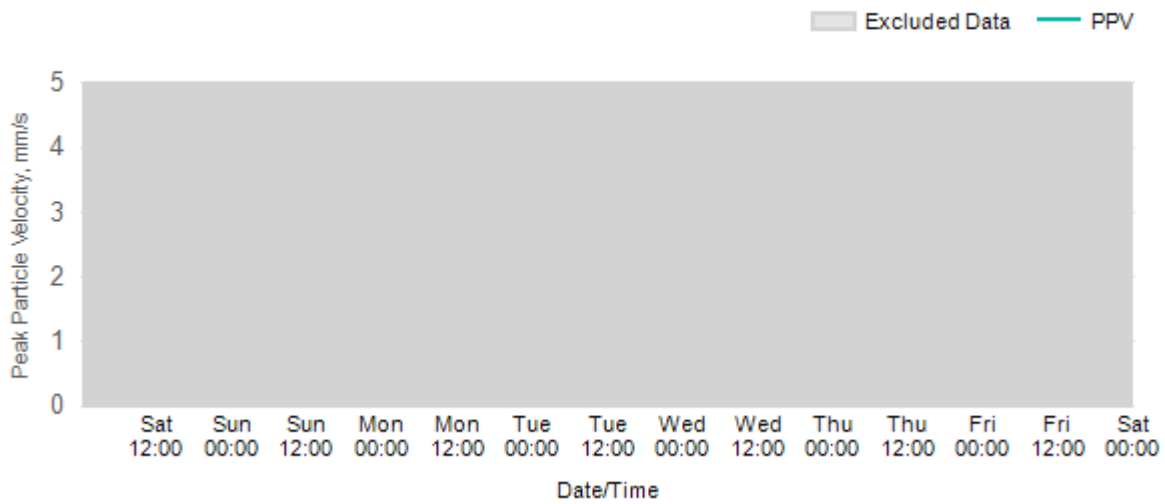 Excluded Data PPV
Peak Particle Velocity, mm/s
5
4
3
2
1
0
Sat Sun Sun Mon Mon Tue Tue Wed Wed Thu Thu Fri Fri Sat
12:00 00:00 12:00 00:00 12:00 00:00 12:00 00:00 12:00 00:00 12:00 00:00 12:00 00:00
Date/Time